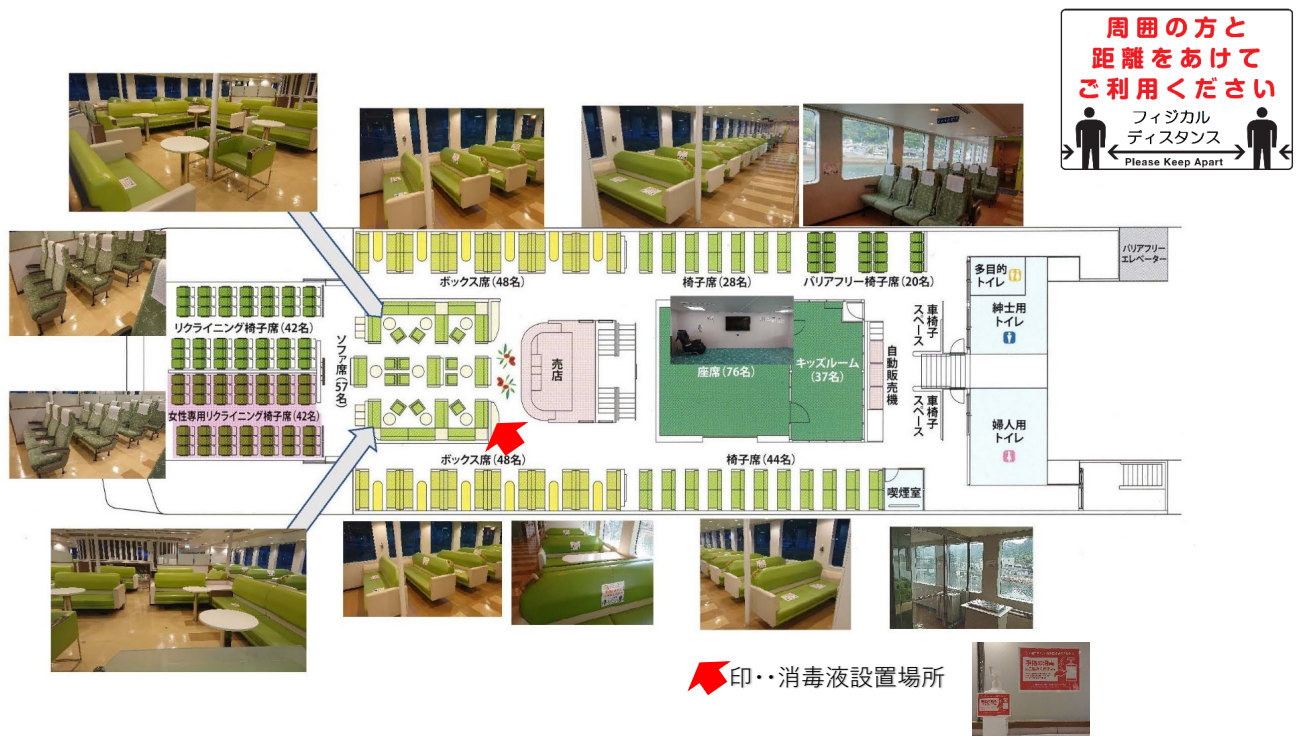 周囲の方と
距離をあけて
ご利用ください
フィジカル
ディスタンス
Please Keep Apart
バリアフリー
エレベーター
ボックス席(48名)
椅子席(28名)
バリアフリー椅子席(20名)
多目的
トイレ
紳士用
トイレ
リクライニング椅子席(42名)
ソファ席(57名)
売店
座席(76名)
キッズルーム
(37名)
自動販売機
車椅子
スペース
車椅子
スペース
女性専用リクライニング椅子席(42名)
婦人用
トイレ
ボックス席(48名)
椅子席(44名)
喫煙室
印・・消毒液設置場所